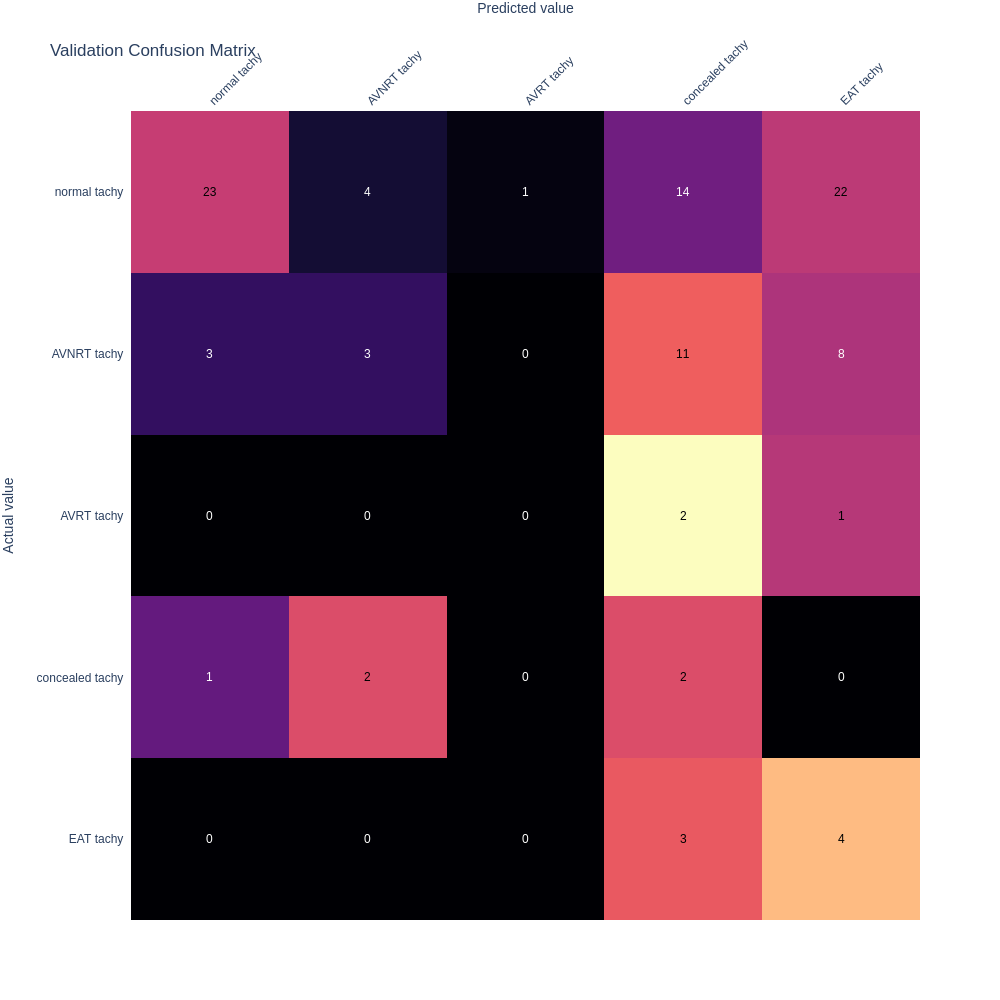 Predicted value
Validation Confusion Matrix
normal tachy
AVNRT tachy
AVRT tachy
concealed tachy
EAT tachy
normal tachy 23 4 1 14 22
AVNRT tachy 3 3 0 11 8
AVRT tachy 0 0 0 2 1
concealed tachy 1 2 0 2 0
EAT tachy 0 0 0 3 4
Actual value